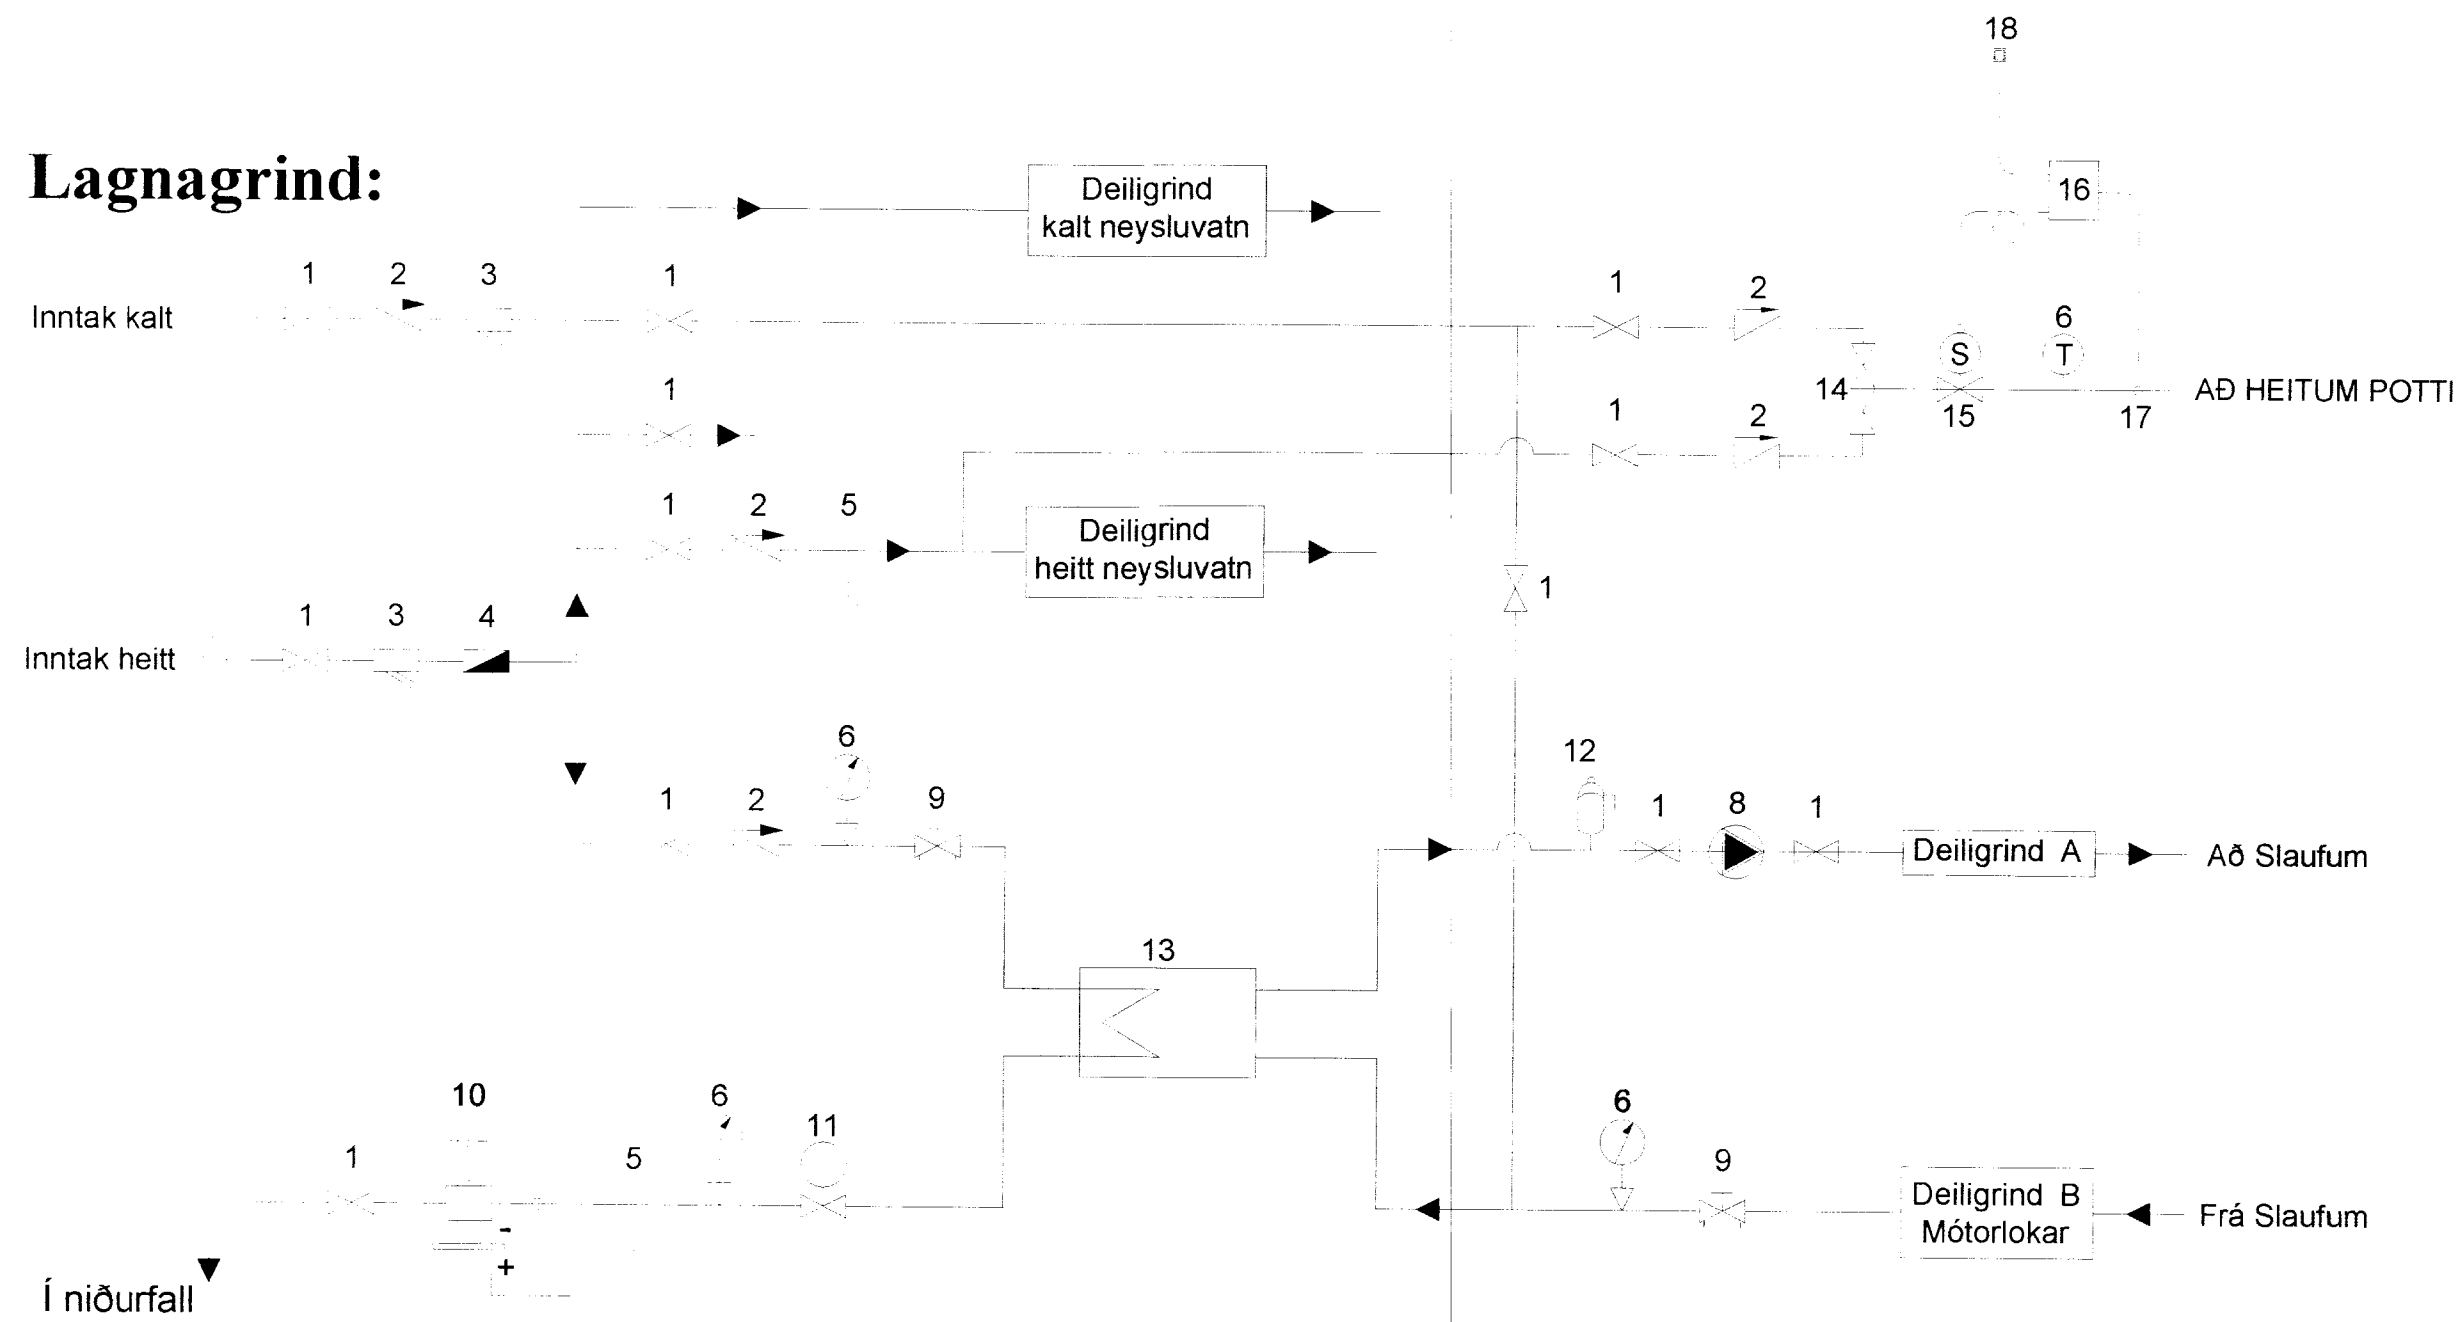 18
Lagnagrind:
Deiligrind
kalt neysluvatn
16
1
2
3
1
1
2
Inntak kalt
6
S
T
1
14
15
17
AÐ HEITUM POTTI
1
2
1
2
5
Deiligrind
heitt neysluvatn
1
1
3
4
Inntak heitt
6
12
1
2
9
1
8
1
Deiligrind A
Að Slaufum
13
10
6
11
6
1
5
9
Deiligrind B
Mótorlokar
Frá Slaufum
-
+
Í niðurfall